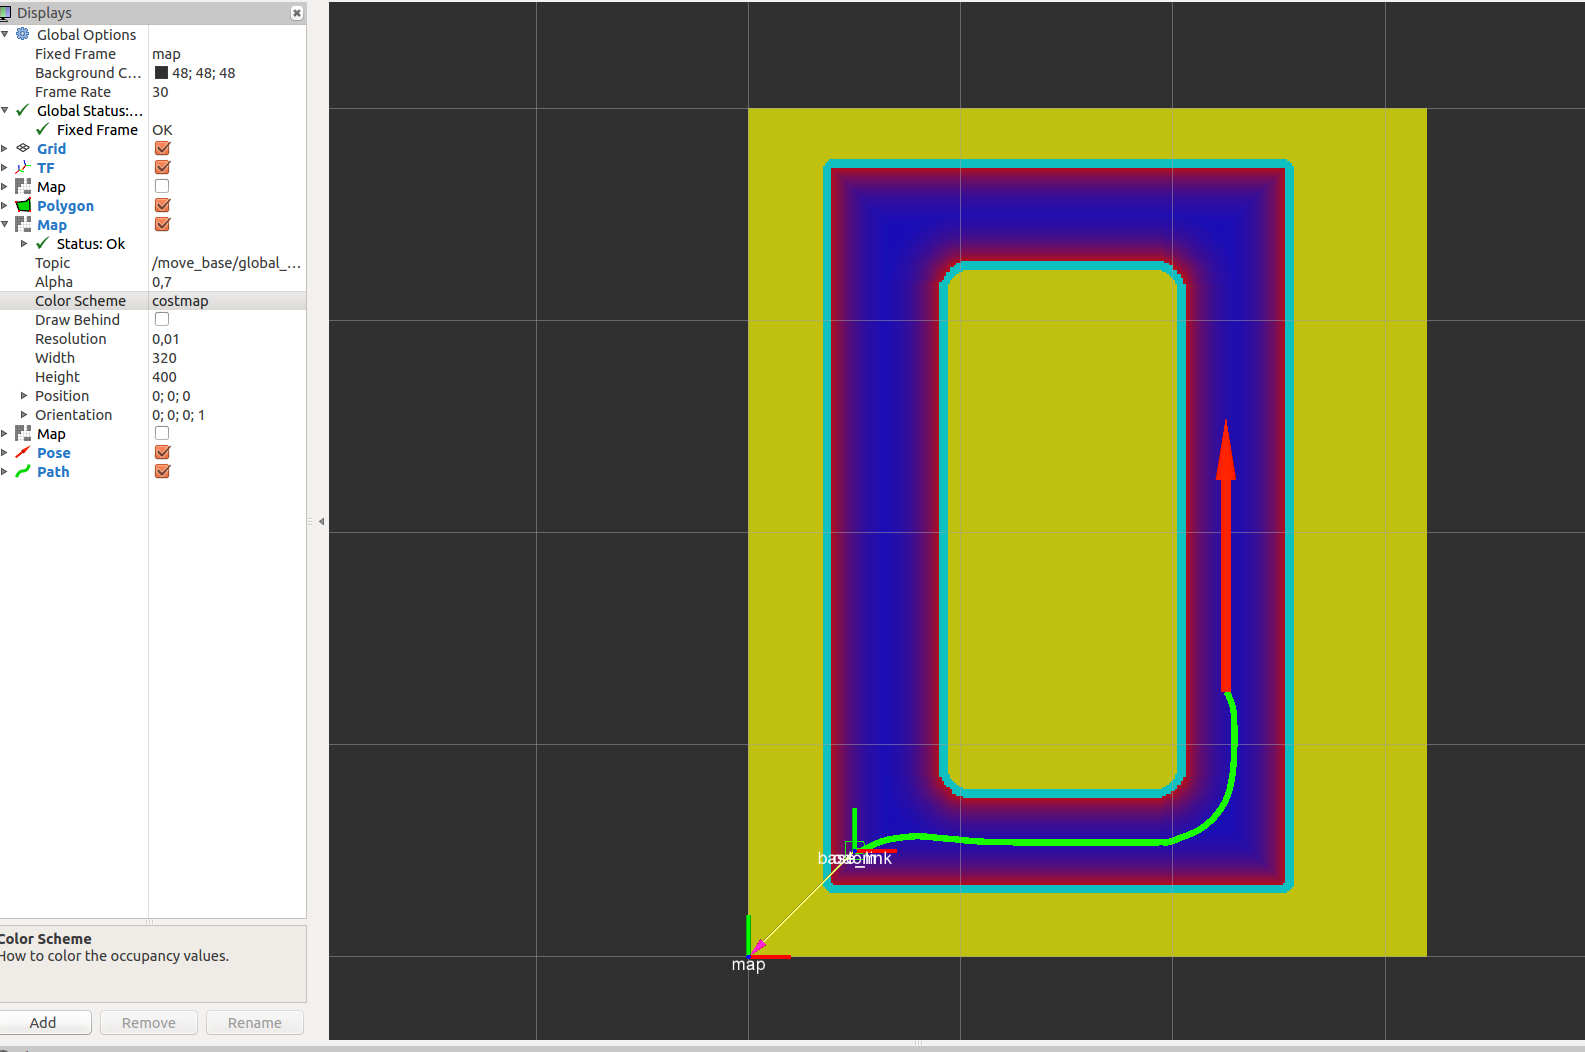 Displays
Global Options
Fixed Frame map
Background C... 48; 48; 48
Frame Rate 30
Global Status:...
Fixed Frame OK
Grid
TF
Map
Polygon
Map
Status: Ok
Topic /move_base/global_...
Alpha 0,7
Color Scheme costmap
Draw Behind
Resolution 0,01
Width 320
Height 400
Position 0; 0; 0
Orientation 0; 0; 0; 1
Map
Pose
Path
Color Scheme
How to color the occupancy values.
Add Remove Rename
map